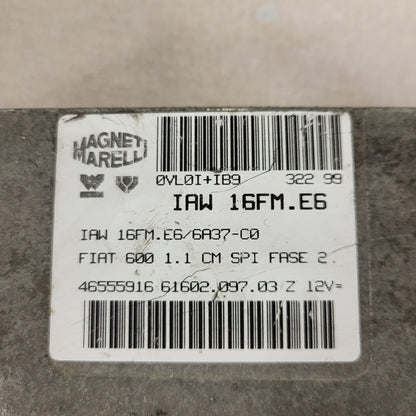 MAGNETI
MARELLI
0VL0I+IB9 322 99
IAW 16FM.E6
IAW 16FM.E6/6A37-C0
FIAT 600 1.1 CM SPI FASE 2.
46555916 61602.097.03/Z 12V=